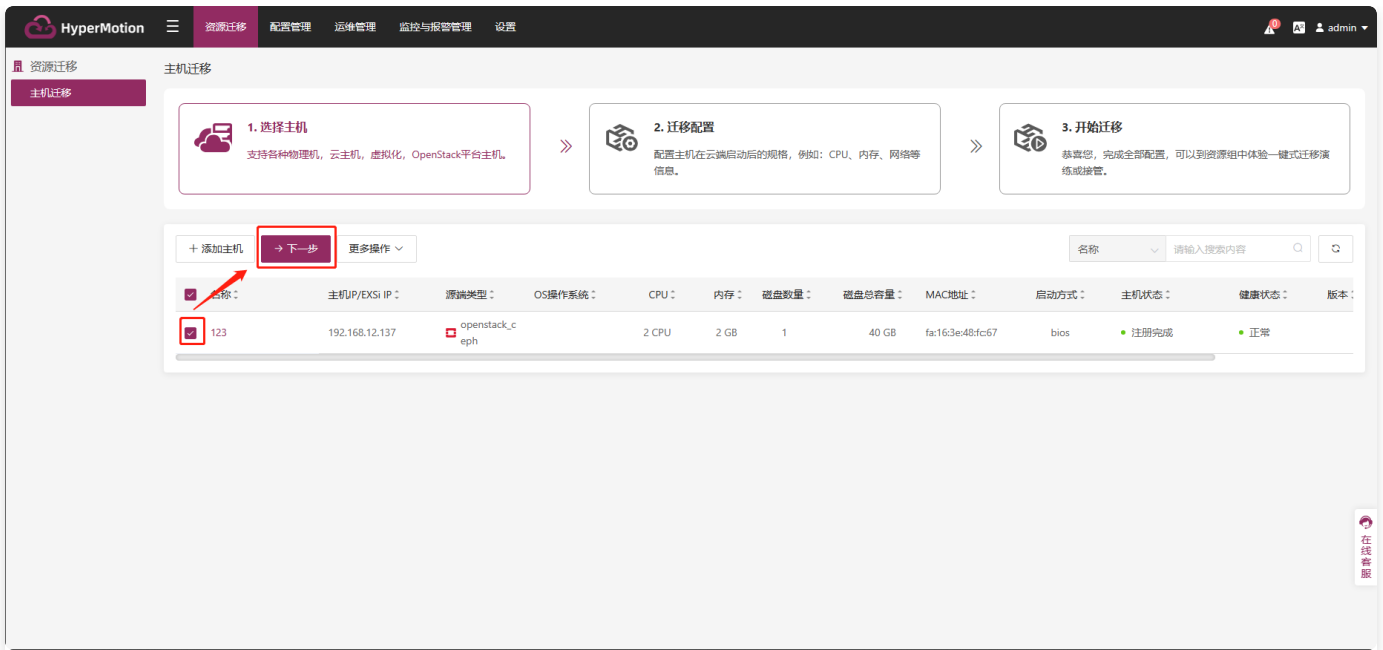 HyperMotion 资源迁移 配置管理 运维管理 监控与报警管理 设置 0 admin
资源迁移
主机迁移
主机迁移
1. 选择主机
支持各种物理机，云主机，虚拟化，OpenStack平台主机。
2. 迁移配置
配置主机在云端启动后的规格，例如：CPU、内存、网络等
信息。
3. 开始迁移
恭喜您，完成全部配置，可以到资源组中体验一键式迁移演
练或接管。
添加主机 下一步 更多操作 名称 请输入搜索内容
名称 主机IP/EXSi IP 源端类型 OS操作系统 CPU 内存 磁盘数量 磁盘总容量 MAC地址 启动方式 主机状态 健康状态 版本
123 192.168.12.137 openstack_c
eph 2 CPU 2 GB 1 40 GB fa:16:3e:48:fc:67 bios 注册完成 正常
在线客服